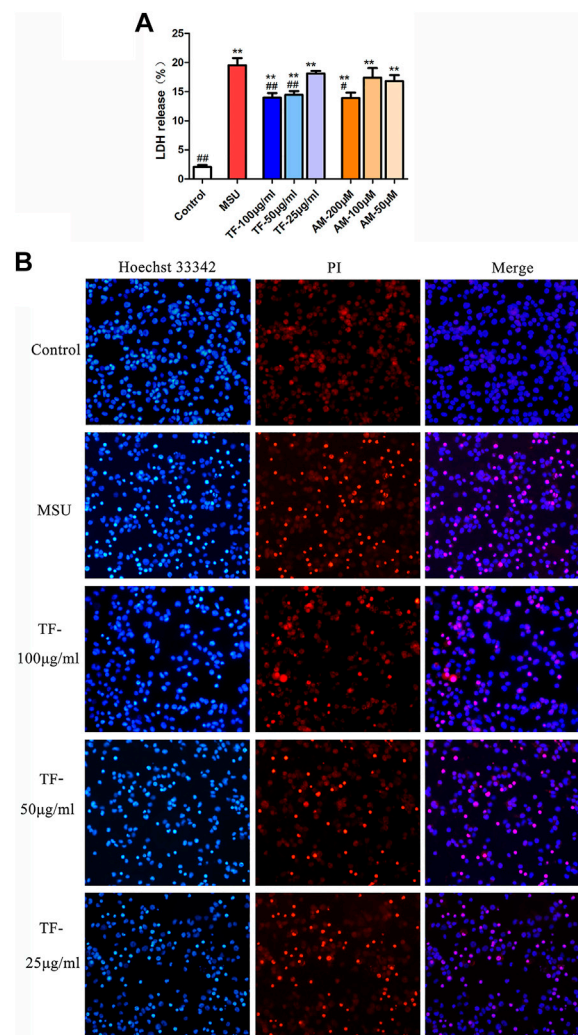 A
LDH release (%)
25
20
15
10
5
0
##
**
**
##
**
##
**
**
#
**
**
Control
MSU
TF-100μg/ml
TF-50μg/ml
TF-25μg/ml
AM-200μM
AM-100μM
AM-50μM
B
Hoechst 33342 PI Merge
Control
MSU
TF-
100μg/ml
TF-
50μg/ml
TF-
25μg/ml